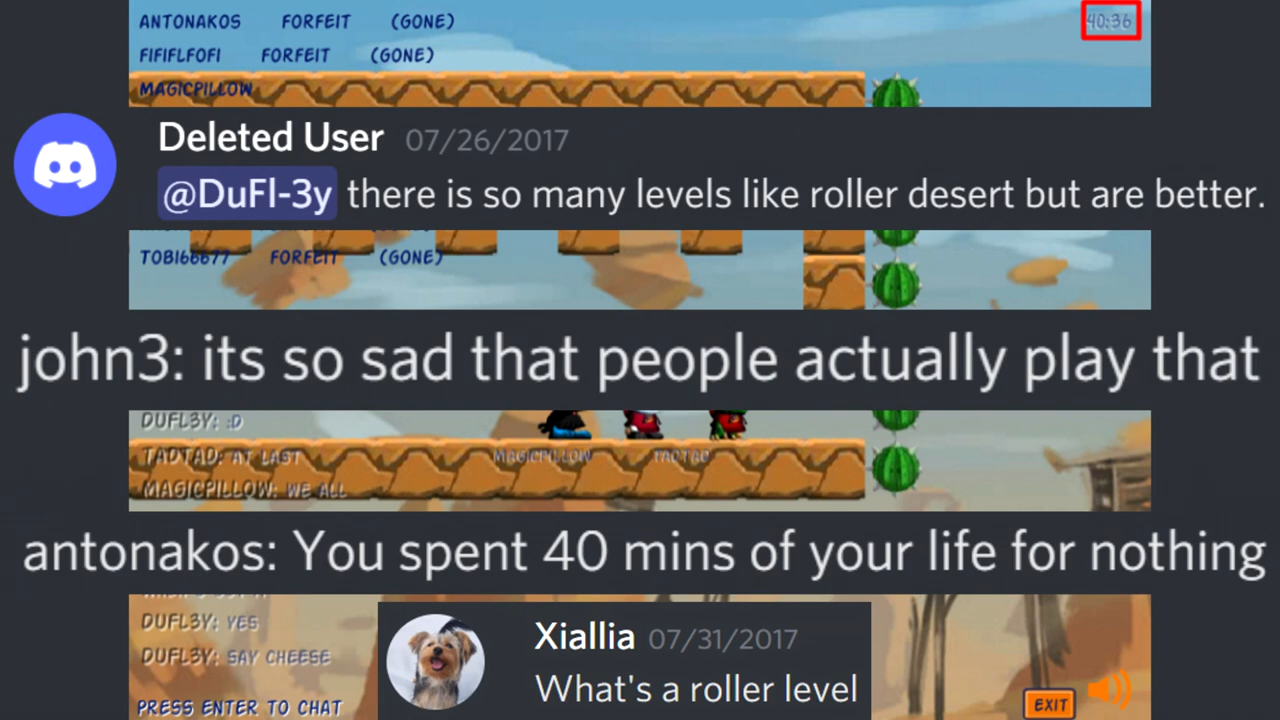 ANTONAKOS FORFEIT (GONE)
40:36
FIFIFLFOFI FORFEIT (GONE)
MAGICPILLOW
Deleted User 07/26/2017
@DuFl-3y there is so many levels like roller desert but are better.
TOBI66677 FORFEIT (GONE)
john3: its so sad that people actually play that
DUFL3Y: :D
TAOTAO: AT LAST
MAGICPILLOW TAOTAO
MAGICPILLOW: WE ALL
antonakos: You spent 40 mins of your life for nothing
DUFL3Y: YES
DUFL3Y: SAY CHEESE
PRESS ENTER TO CHAT
Xiallia 07/31/2017
What's a roller level
EXIT